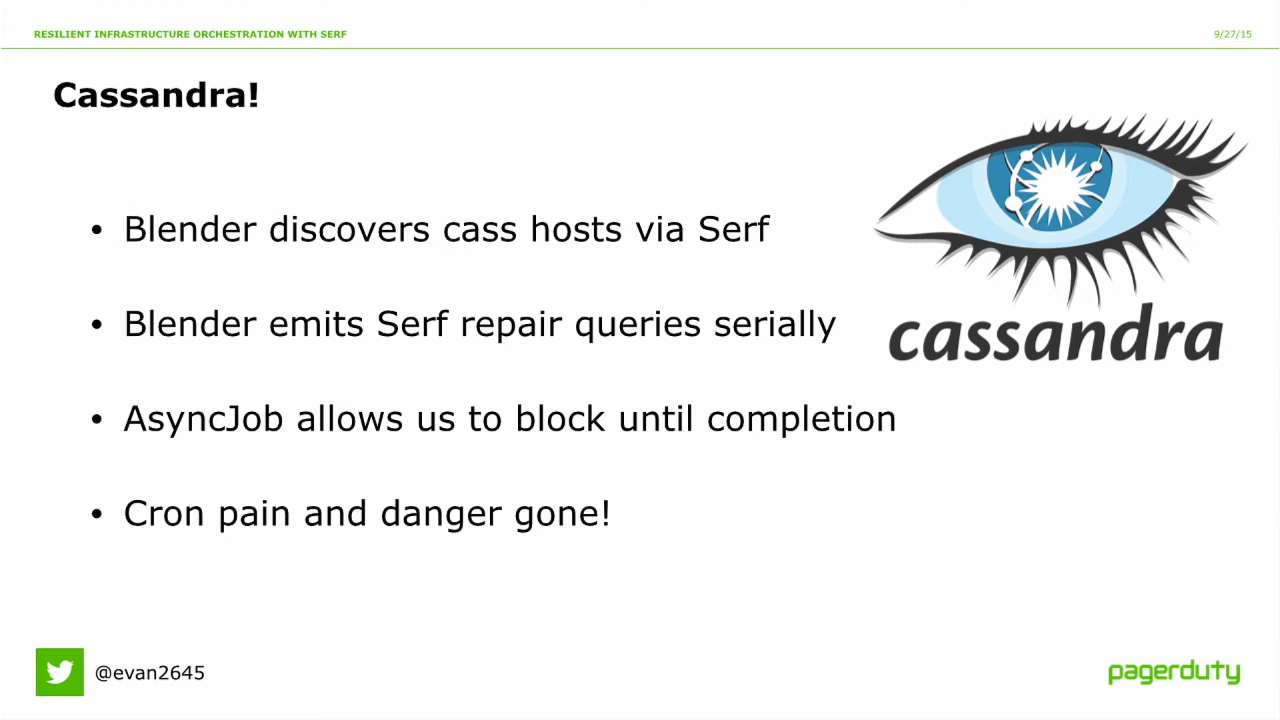 RESILIENT INFRASTRUCTURE ORCHESTRATION WITH SERF
9/27/15
Cassandra!
• Blender discovers cass hosts via Serf
• Blender emits Serf repair queries serially
• AsyncJob allows us to block until completion
• Cron pain and danger gone!
cassandra
@evan2645
pagerduty